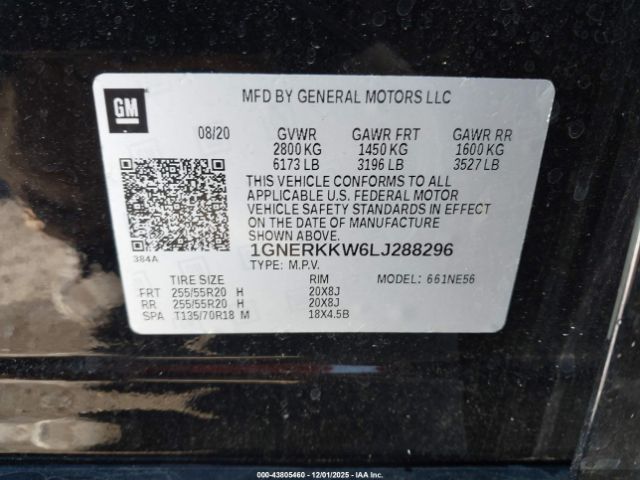 GM
MFD BY GENERAL MOTORS LLC
08/20 GVWR GAWR FRT GAWR RR
2800 KG 1450 KG 1600 KG
6173 LB 3196 LB 3527 LB
THIS VEHICLE CONFORMS TO ALL
APPLICABLE U.S. FEDERAL MOTOR
VEHICLE SAFETY STANDARDS IN EFFECT
ON THE DATE OF MANUFACTURE
SHOWN ABOVE.
1GNERKKW6LJ288296
384A
TYPE: M.P.V.
TIRE SIZE RIM MODEL: 661NE56
FRT 255/55R20 H 20X8J
RR 255/55R20 H 20X8J
SPA T135/70R18 M 18X4.5B
000-43805460 - 12/01/2025 - IAA Inc.